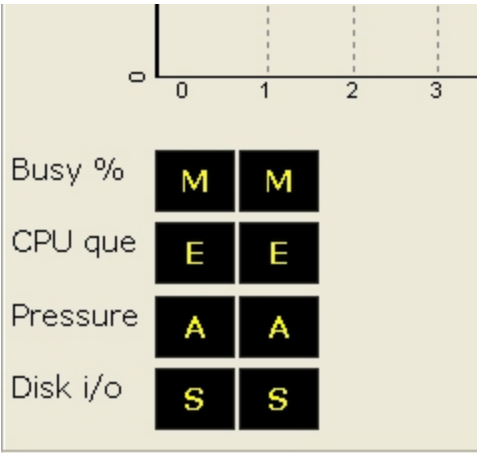 0
0 1 2 3
Busy % M M
CPU que E E
Pressure A A
Disk i/o S S